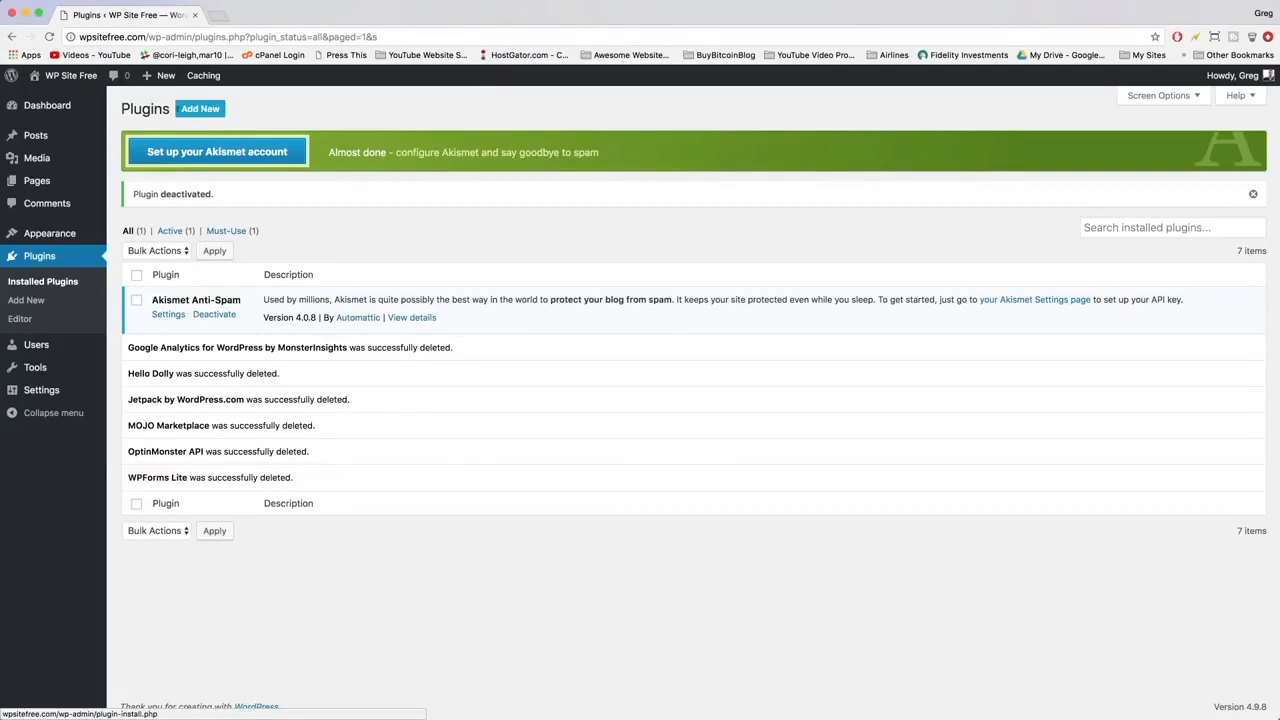 Plugins ‹ WP Site Free — Wor
Greg
wpsitefree.com/wp-admin/plugins.php?plugin_status=all&paged=1&s
Apps Videos - YouTube @cori-leigh,mar10 |... cPanel Login Press This YouTube Website S... HostGator.com - C... Awesome Website... BuyBitcoinBlog YouTube Video Pro... Airlines Fidelity Investments My Drive - Google... My Sites » Other Bookmarks
WP Site Free 0 + New Caching Howdy, Greg
Screen Options Help
Dashboard
Posts
Media
Pages
Comments
Appearance
Plugins
Installed Plugins
Add New
Editor
Users
Tools
Settings
Collapse menu
Plugins Add New
Set up your Akismet account Almost done - configure Akismet and say goodbye to spam
A
Plugin deactivated.
All (1) | Active (1) | Must-Use (1)
Search installed plugins...
Bulk Actions Apply 7 items
Plugin Description
Akismet Anti-Spam Used by millions, Akismet is quite possibly the best way in the world to protect your blog from spam. It keeps your site protected even while you sleep. To get started, just go to your Akismet Settings page to set up your API key.
Settings | Deactivate Version 4.0.8 | By Automattic | View details
Google Analytics for WordPress by MonsterInsights was successfully deleted.
Hello Dolly was successfully deleted.
Jetpack by WordPress.com was successfully deleted.
MOJO Marketplace was successfully deleted.
OptinMonster API was successfully deleted.
WPForms Lite was successfully deleted.
Plugin Description
Bulk Actions Apply 7 items
Thank you for creating with WordPress.
Version 4.9.8
wpsitefree.com/wp-admin/plugin-install.php